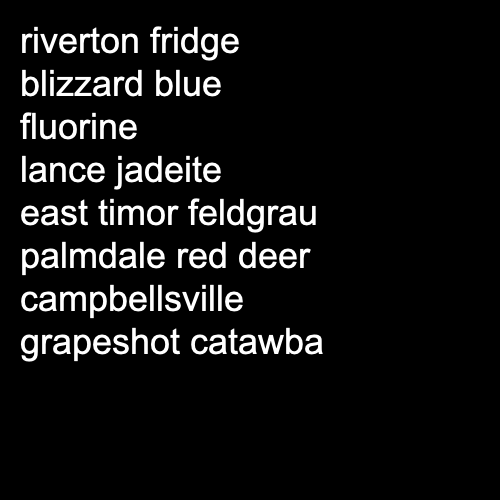 riverton fridge
blizzard blue
fluorine
lance jadeite
east timor feldgrau
palmdale red deer
campbellsville
grapeshot catawba